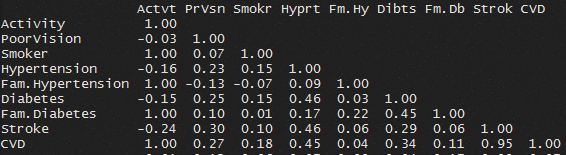 Actvt PrVsn Smokr Hyprt Fm.Hy Dibts Fm.Db Strok CVD
Activity 1.00
PoorVision -0.03 1.00
Smoker 1.00 0.07 1.00
Hypertension -0.16 0.23 0.15 1.00
Fam.Hypertension 1.00 -0.13 -0.07 0.09 1.00
Diabetes -0.15 0.25 0.15 0.46 0.03 1.00
Fam.Diabetes 1.00 0.10 0.01 0.17 0.22 0.45 1.00
Stroke -0.24 0.30 0.10 0.46 0.06 0.29 0.06 1.00
CVD 1.00 0.27 0.18 0.45 0.04 0.34 0.11 0.95 1.00